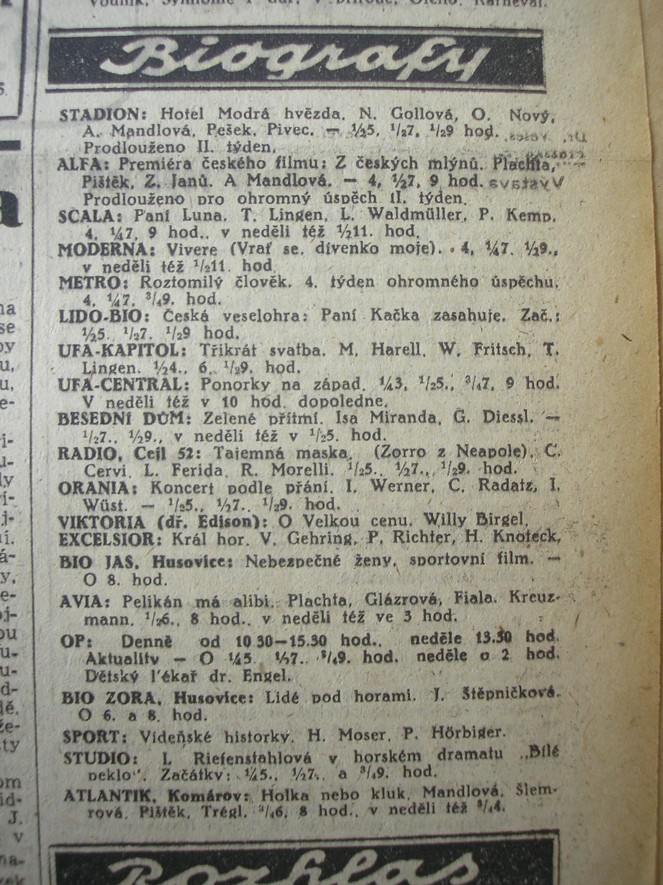 Vodník, Symfonie I dur, V přírodě, Otello, Karneval.
Biografy
STADION: Hotel Modrá hvězda. N. Gollová, O. Nový,
A. Mandlová, Pešek, Pivec. — ½5, ½7, ½9 hod.
Prodlouženo II. týden.
ALFA: Premiéra českého filmu: Z českých mlýnů. Plachta,
Pištěk, Z. Janů. A Mandlová. — 4, ½7, 9 hod.
Prodlouženo pro ohromný úspěch II. týden.
SCALA: Paní Luna. T. Lingen, L. Waldmüller, P. Kemp.
4, ¼7, 9 hod., v neděli též ½11. hod.
MODERNA: Vivere (Vrať se, divenko moje). . 4, ¼7. ½9.,
v neděli též ½11. hod
METRO: Roztomilý člověk. 4. týden ohromného úspěchu.
4, ¼7, ¾9. hod.
LIDO-BIO: Česká veselohra: Paní Kačka zasahuje. Zač.:
½5. ½7. ½9 hod.
UFA-KAPITOL: Třikrát svatba. M. Harell, W. Fritsch, T.
Lingen. ½4., 6, ½9. hod.
UFA-CENTRAL: Ponorky na západ. ¼3, ½5., ¾7, 9 hod.
V neděli též v 10 hod. dopoledne.
BESEDNÍ DŮM: Zelené přítmí. Isa Miranda, G. Diessl. —
½7., ½9., v neděli též v ½5. hod.
RADIO, Cejl 52: Tajemná maska. (Zorro z Neapole). C.
Cervi, L. Ferida, R. Morelli. ½5., ½7., ½9. hod.
ORANIA: Koncert podle přání. I. Werner, C. Radatz, I.
Wüst. — ½5., ½7., ½9. hod.
VIKTORIA (dř. Edison): O Velkou cenu. Willy Birgel.
EXCELSIOR: Král hor. V. Gehring, P. Richter, H. Knoteck.
BIO JAS, Husovice: Nebezpečné ženy, sportovní film. —
O 8. hod.
AVIA: Pelikán má alibi. Plachta, Glázrová, Fiala. Kreuz-
mann. ½6., 8 hod., v neděli též ve 3 hod.
OP: Denně od 10.30—15.30 hod., neděle 13.30 hod.
Aktuality — O ¼5. ½7. ¾9. hod. neděle o 2 hod.
Dětský lékař dr. Engel.
BIO ZORA, Husovice: Lidé pod horami. J. Štěpničková.
O 6. a 8. hod.
SPORT: Vídeňské historky. H. Moser, P. Hörbiger.
STUDIO: L Riefenstahlová v horském dramatu „Bílé
peklo“. Začátky: ¼5., ½7. a ¾9. hod.
ATLANTIK, Komárov: Holka nebo kluk, Mandlová, Šlem-
rová, Pištěk, Trégl. ¾6, 8 hod., v neděli též ¾4.
Rozhlas